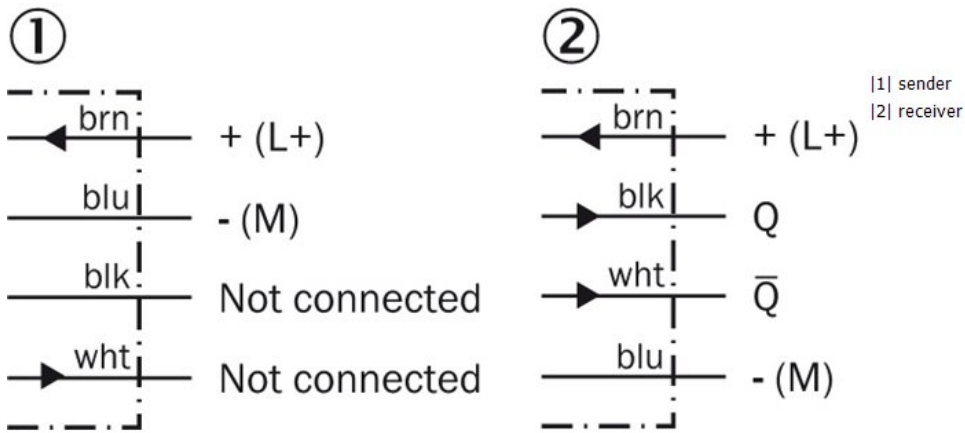 ①
brn + (L+)
blu - (M)
blk Not connected
wht Not connected
②
brn + (L+)
blk Q
wht Q̅
blu - (M)
|1| sender
|2| receiver